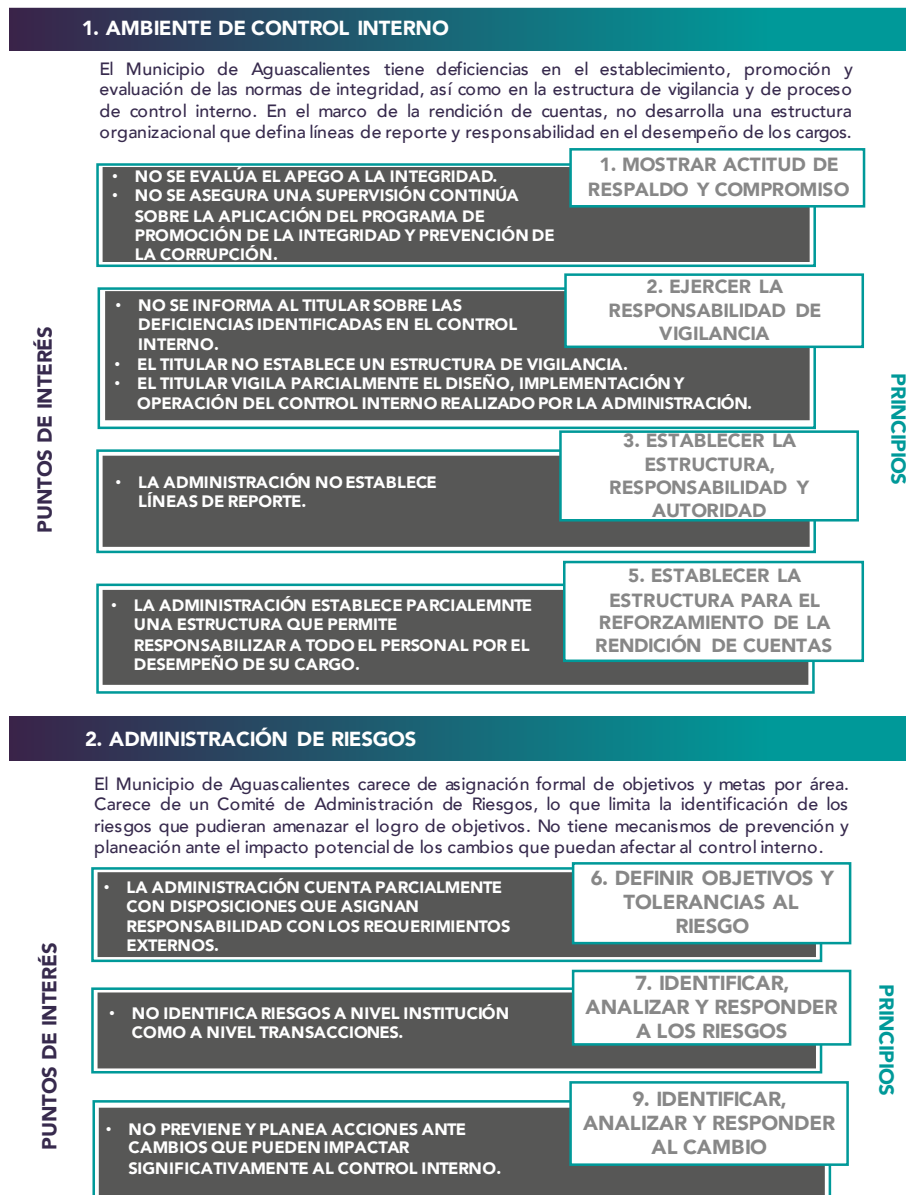 1. AMBIENTE DE CONTROL INTERNO
El Municipio de Aguascalientes tiene deficiencias en el establecimiento, promoción y
evaluación de las normas de integridad, así como en la estructura de vigilancia y de proceso
de control interno. En el marco de la rendición de cuentas, no desarrolla una estructura
organizacional que defina líneas de reporte y responsabilidad en el desempeño de los cargos.
PUNTOS DE INTERÉS
• NO SE EVALÚA EL APEGO A LA INTEGRIDAD.
• NO SE ASEGURA UNA SUPERVISIÓN CONTINÚA
SOBRE LA APLICACIÓN DEL PROGRAMA DE
PROMOCIÓN DE LA INTEGRIDAD Y PREVENCIÓN DE
LA CORRUPCIÓN.
1. MOSTRAR ACTITUD DE
RESPALDO Y COMPROMISO
• NO SE INFORMA AL TITULAR SOBRE LAS
DEFICIENCIAS IDENTIFICADAS EN EL CONTROL
INTERNO.
• EL TITULAR NO ESTABLECE UN ESTRUCTURA DE VIGILANCIA.
• EL TITULAR VIGILA PARCIALMENTE EL DISEÑO, IMPLEMENTACIÓN Y
OPERACIÓN DEL CONTROL INTERNO REALIZADO POR LA ADMINISTRACIÓN.
2. EJERCER LA
RESPONSABILIDAD DE
VIGILANCIA
• LA ADMINISTRACIÓN NO ESTABLECE
LÍNEAS DE REPORTE.
3. ESTABLECER LA
ESTRUCTURA,
RESPONSABILIDAD Y
AUTORIDAD
• LA ADMINISTRACIÓN ESTABLECE PARCIALEMNTE
UNA ESTRUCTURA QUE PERMITE
RESPONSABILIZAR A TODO EL PERSONAL POR EL
DESEMPEÑO DE SU CARGO.
5. ESTABLECER LA
ESTRUCTURA PARA EL
REFORZAMIENTO DE LA
RENDICIÓN DE CUENTAS
PRINCIPIOS
2. ADMINISTRACIÓN DE RIESGOS
El Municipio de Aguascalientes carece de asignación formal de objetivos y metas por área.
Carece de un Comité de Administración de Riesgos, lo que limita la identificación de los
riesgos que pudieran amenazar el logro de objetivos. No tiene mecanismos de prevención y
planeación ante el impacto potencial de los cambios que puedan afectar al control interno.
PUNTOS DE INTERÉS
• LA ADMINISTRACIÓN CUENTA PARCIALMENTE
CON DISPOSICIONES QUE ASIGNAN
RESPONSABILIDAD CON LOS REQUERIMIENTOS
EXTERNOS.
6. DEFINIR OBJETIVOS Y
TOLERANCIAS AL
RIESGO
• NO IDENTIFICA RIESGOS A NIVEL INSTITUCIÓN
COMO A NIVEL TRANSACCIONES.
7. IDENTIFICAR,
ANALIZAR Y RESPONDER
A LOS RIESGOS
• NO PREVIENE Y PLANEA ACCIONES ANTE
CAMBIOS QUE PUEDEN IMPACTAR
SIGNIFICATIVAMENTE AL CONTROL INTERNO.
9. IDENTIFICAR,
ANALIZAR Y RESPONDER
AL CAMBIO
PRINCIPIOS